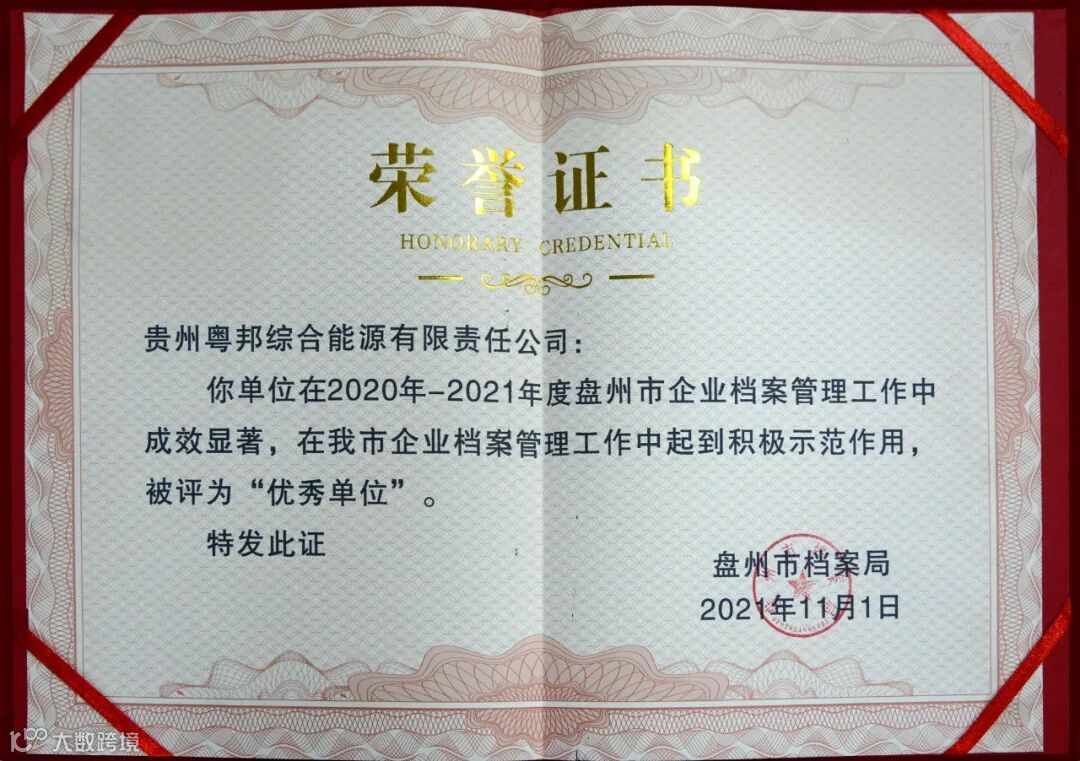 荣誉证书
HONORARY CREDENTIAL
贵州粤邦综合能源有限责任公司：
你单位在2020年-2021年度盘州市企业档案管理工作中
成效显著，在我市企业档案管理工作中起到积极示范作用，
被评为“优秀单位”。
特发此证
盘州市档案局
2021年11月1日
大数跨境